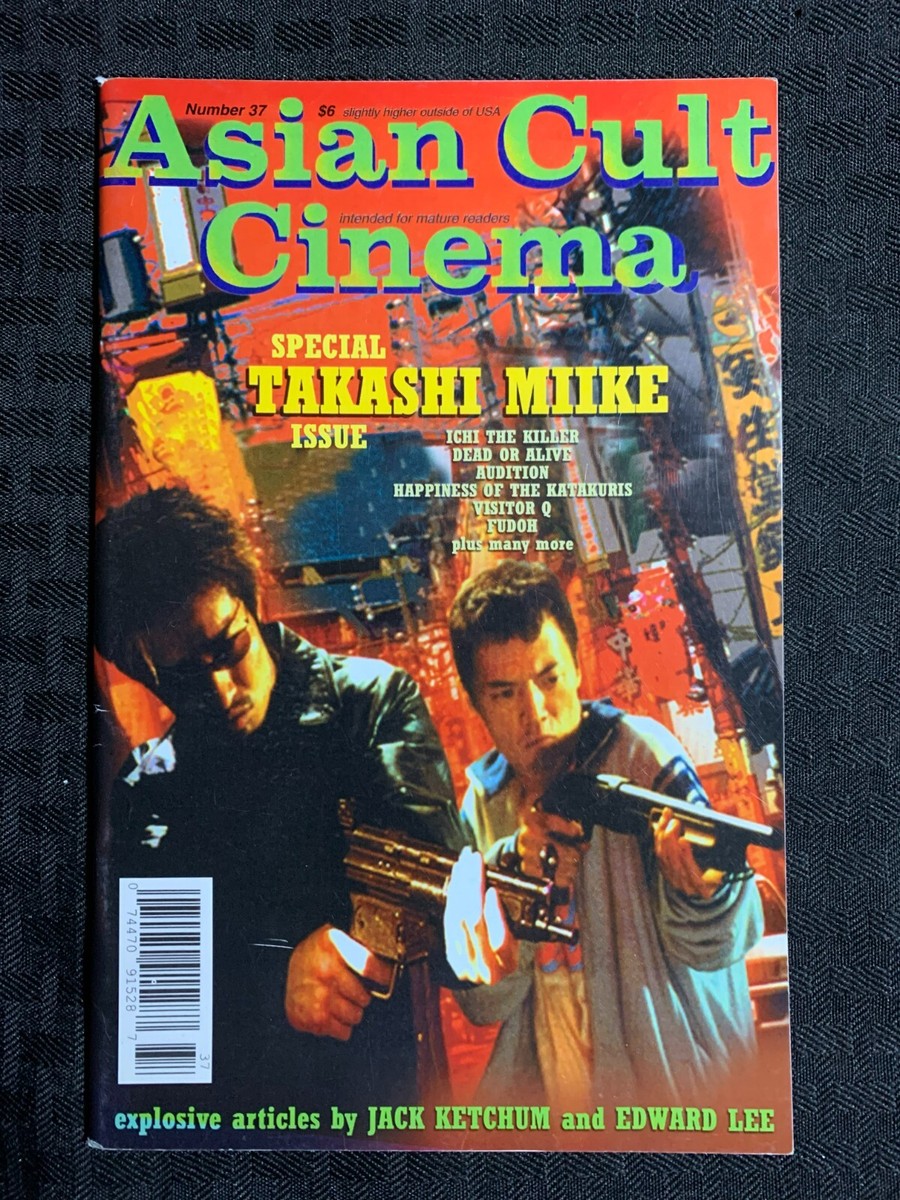 Number 37 $6 slightly higher outside of USA
Asian Cult
intended for mature readers
Cinema
SPECIAL
TAKASHI MIIKE
ISSUE
ICHI THE KILLER
DEAD OR ALIVE
AUDITION
HAPPINESS OF THE KATAKURIS
VISITOR Q
FUDOH
plus many more
中華
0 74470 91528 7
37
explosive articles by JACK KETCHUM and EDWARD LEE